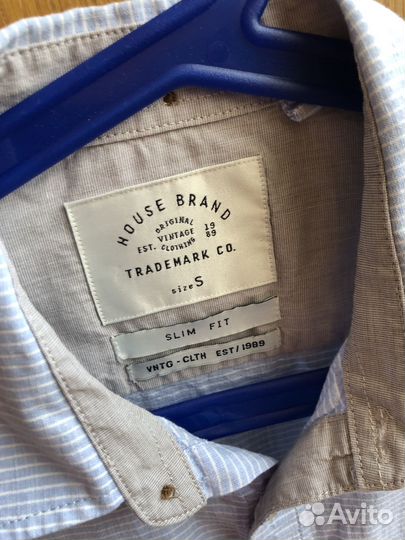 HOUSE BRAND
ORIGINAL
VINTAGE
EST. CLOTHING 19 89
TRADEMARK CO.
size S
SLIM FIT
VNTG - CLTH EST/1989
Avito